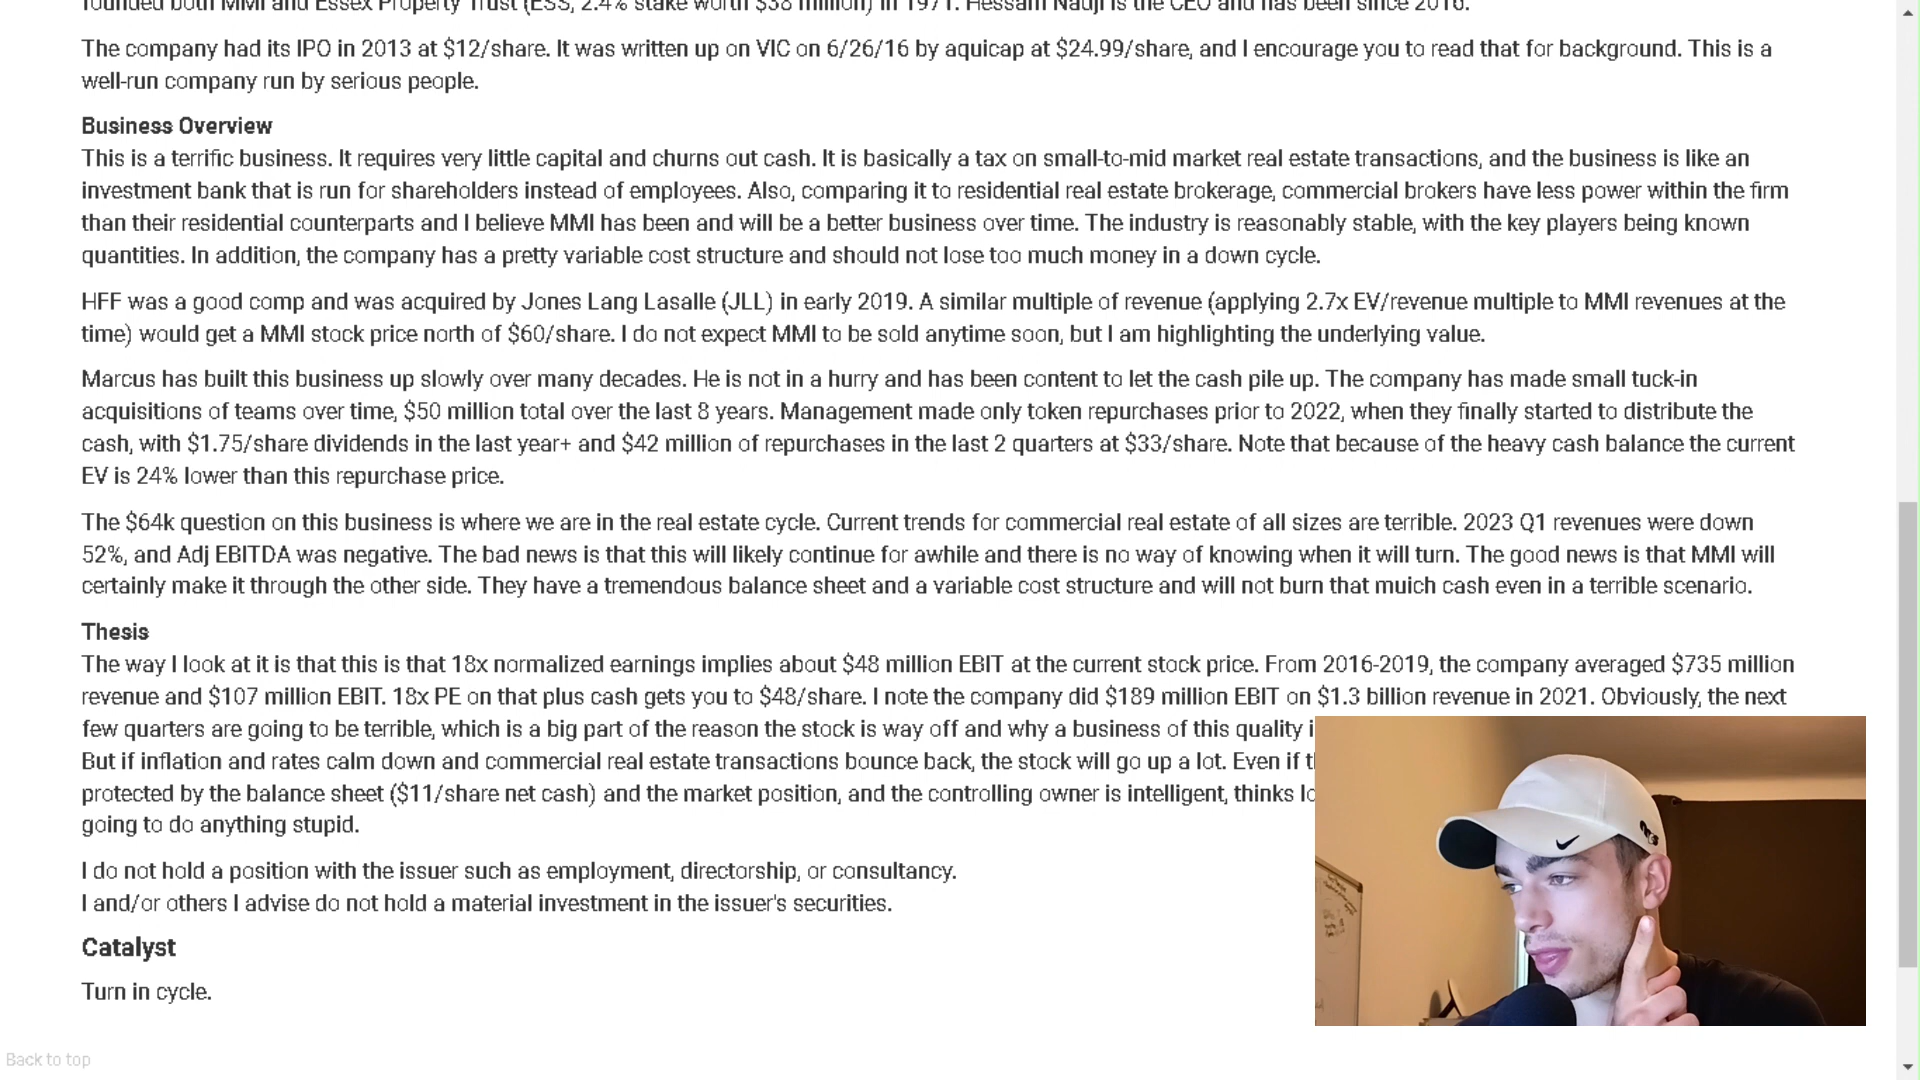 founded both MMI and Essex Property Trust (ESS, 2.4% stake worth $38 million) in 1971. Hessam Nadji is the CEO and has been since 2016.
The company had its IPO in 2013 at $12/share. It was written up on VIC on 6/26/16 by aquicap at $24.99/share, and I encourage you to read that for background. This is a
well-run company run by serious people.
Business Overview
This is a terrific business. It requires very little capital and churns out cash. It is basically a tax on small-to-mid market real estate transactions, and the business is like an
investment bank that is run for shareholders instead of employees. Also, comparing it to residential real estate brokerage, commercial brokers have less power within the firm
than their residential counterparts and I believe MMI has been and will be a better business over time. The industry is reasonably stable, with the key players being known
quantities. In addition, the company has a pretty variable cost structure and should not lose too much money in a down cycle.
HFF was a good comp and was acquired by Jones Lang Lasalle (JLL) in early 2019. A similar multiple of revenue (applying 2.7x EV/revenue multiple to MMI revenues at the
time) would get a MMI stock price north of $60/share. I do not expect MMI to be sold anytime soon, but I am highlighting the underlying value.
Marcus has built this business up slowly over many decades. He is not in a hurry and has been content to let the cash pile up. The company has made small tuck-in
acquisitions of teams over time, $50 million total over the last 8 years. Management made only token repurchases prior to 2022, when they finally started to distribute the
cash, with $1.75/share dividends in the last year+ and $42 million of repurchases in the last 2 quarters at $33/share. Note that because of the heavy cash balance the current
EV is 24% lower than this repurchase price.
The $64k question on this business is where we are in the real estate cycle. Current trends for commercial real estate of all sizes are terrible. 2023 Q1 revenues were down
52%, and Adj EBITDA was negative. The bad news is that this will likely continue for awhile and there is no way of knowing when it will turn. The good news is that MMI will
certainly make it through the other side. They have a tremendous balance sheet and a variable cost structure and will not burn that muich cash even in a terrible scenario.
Thesis
The way I look at it is that this is that 18x normalized earnings implies about $48 million EBIT at the current stock price. From 2016-2019, the company averaged $735 million
revenue and $107 million EBIT. 18x PE on that plus cash gets you to $48/share. I note the company did $189 million EBIT on $1.3 billion revenue in 2021. Obviously, the next
few quarters are going to be terrible, which is a big part of the reason the stock is way off and why a business of this quality
But if inflation and rates calm down and commercial real estate transactions bounce back, the stock will go up a lot. Even if
protected by the balance sheet ($11/share net cash) and the market position, and the controlling owner is intelligent, thinks
going to do anything stupid.
I do not hold a position with the issuer such as employment, directorship, or consultancy.
I and/or others I advise do not hold a material investment in the issuer's securities.
Catalyst
Turn in cycle.
Back to top